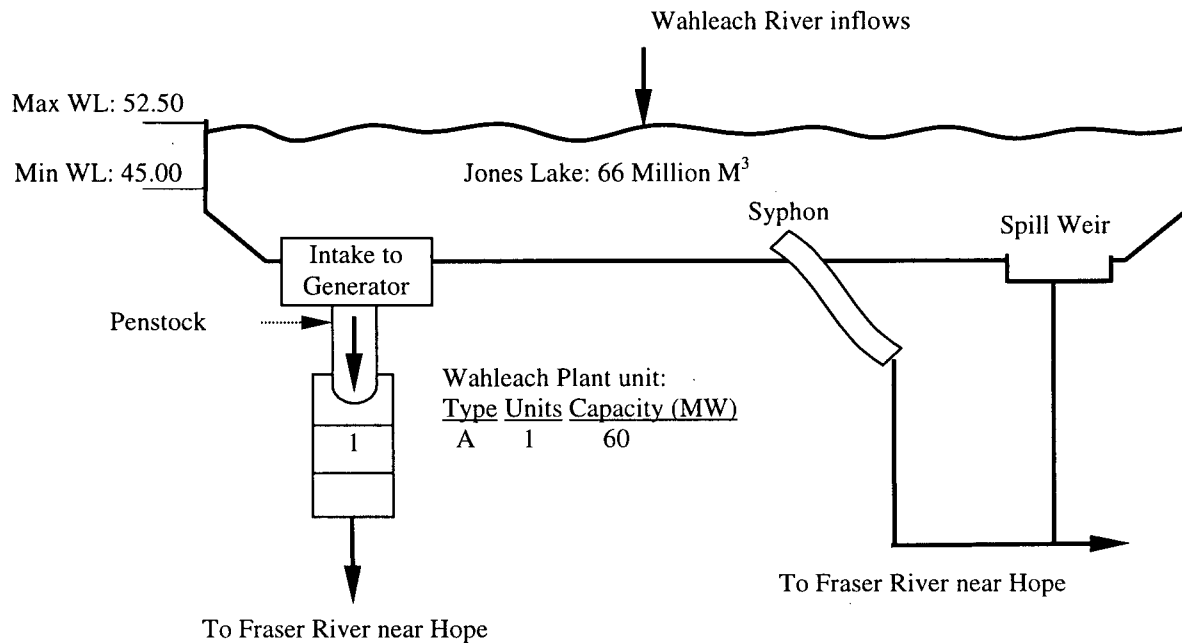 Wahleach River inflows
Max WL: 52.50
Min WL: 45.00
Jones Lake: 66 Million M³
Syphon
Spill Weir
Intake to
Generator
Penstock
Wahleach Plant unit:
Type Units Capacity (MW)
A 1 60
1
To Fraser River near Hope
To Fraser River near Hope